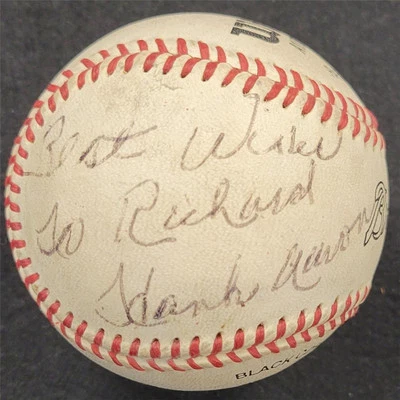 Best Wishes
To Richard
Hank Aaron
BLACK